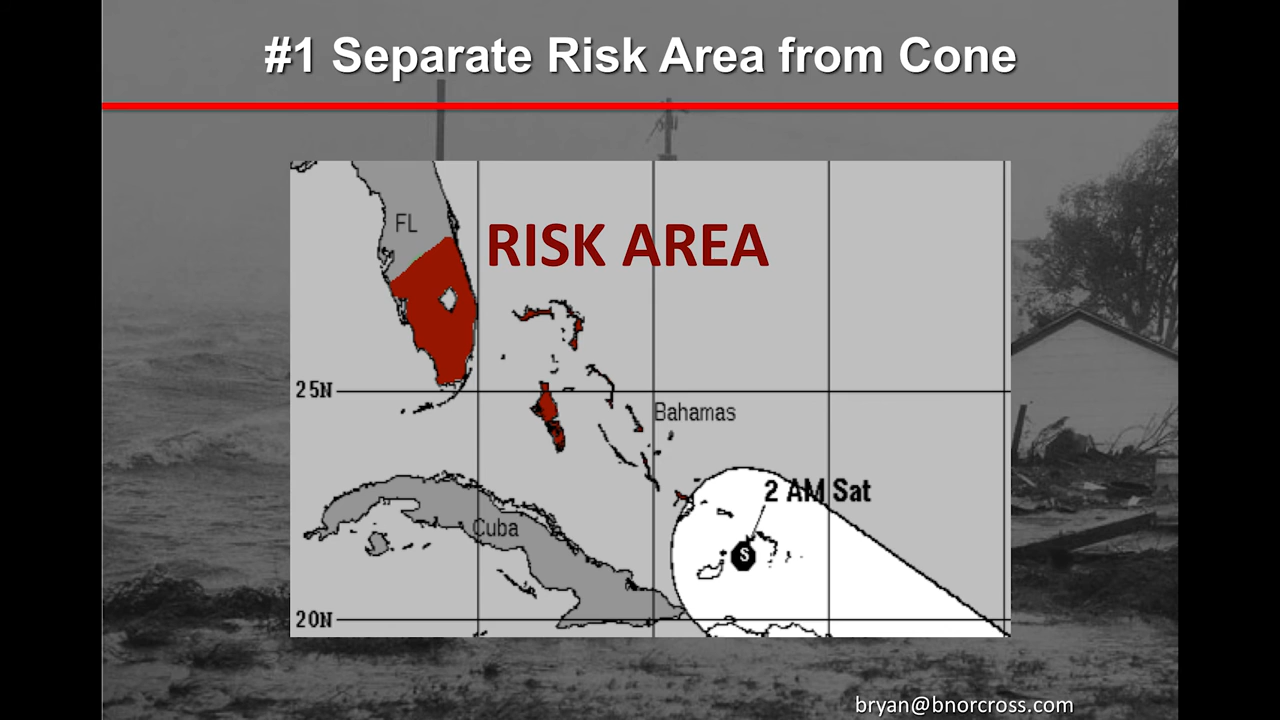 #1 Separate Risk Area from Cone
FL
RISK AREA
25N
Bahamas
2 AM Sat
Cuba
S
20N
bryan@bnorcross.com